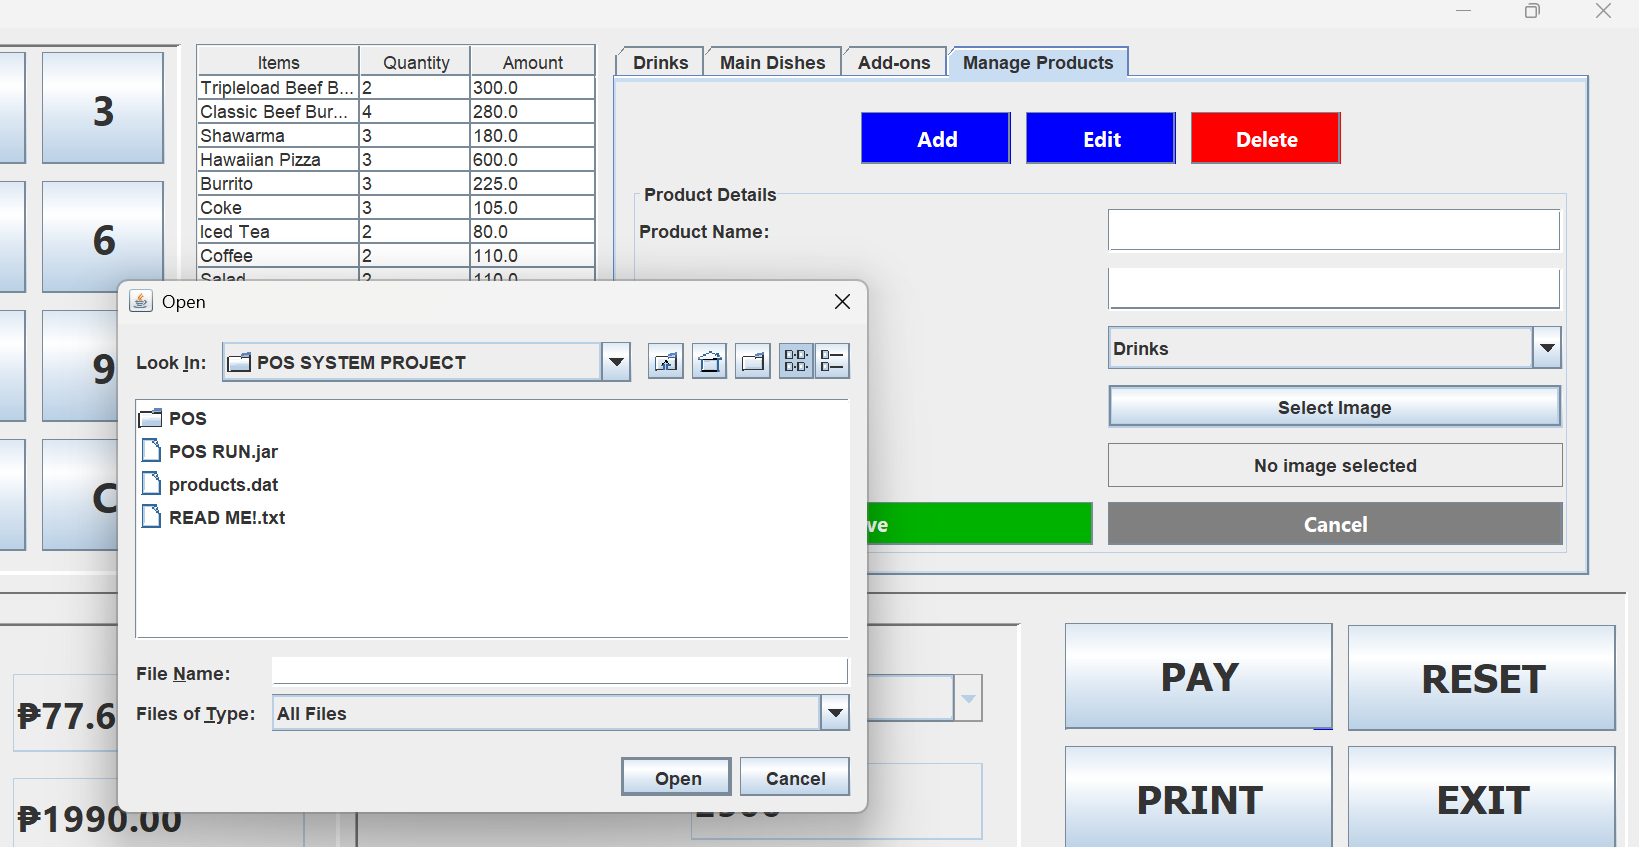 3
6
9
C
Items Quantity Amount
Tripleload Beef B... 2 300.0
Classic Beef Bur... 4 280.0
Shawarma 3 180.0
Hawaiian Pizza 3 600.0
Burrito 3 225.0
Coke 3 105.0
Iced Tea 2 80.0
Coffee 2 110.0
Salad 2 110.0
Drinks Main Dishes Add-ons Manage Products
Add Edit Delete
Product Details
Product Name:
Drinks
Select Image
No image selected
ve Cancel
Open
Look In: POS SYSTEM PROJECT
POS
POS RUN.jar
products.dat
READ ME!.txt
File Name:
Files of Type: All Files
Open Cancel
₱77.6
₱1990.00
PAY RESET
PRINT EXIT